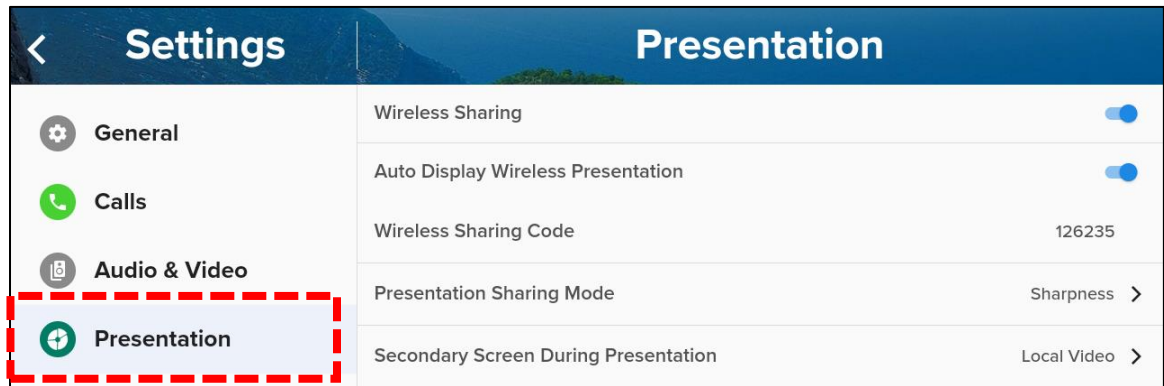 Settings
Presentation
General
Calls
Audio & Video
Presentation
Wireless Sharing
Auto Display Wireless Presentation
Wireless Sharing Code 126235
Presentation Sharing Mode Sharpness
Secondary Screen During Presentation Local Video